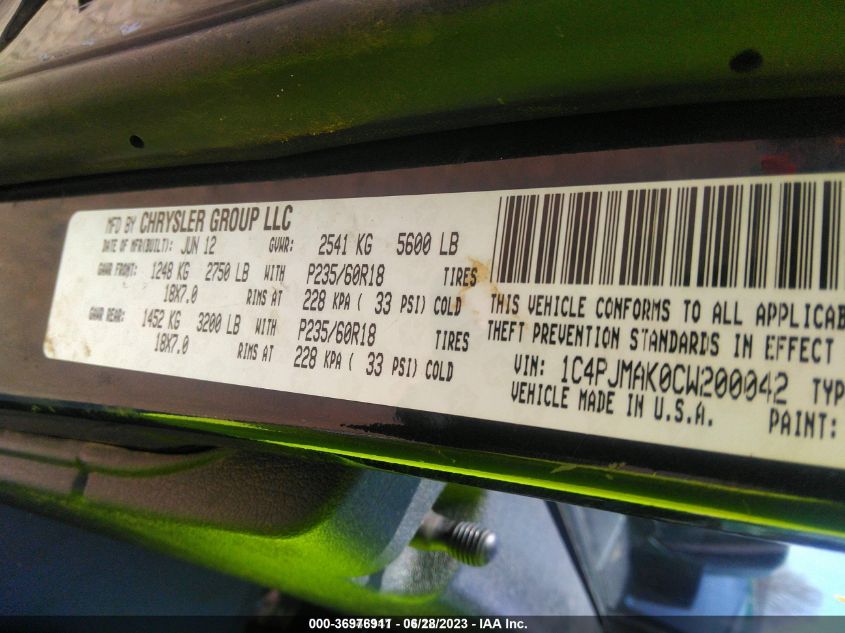 MFD BY CHRYSLER GROUP LLC
DATE OF MFR(BUILT): JUN 12 GVWR: 2541 KG 5600 LB
GAWR FRONT: 1248 KG 2750 LB WITH P235/60R18 TIRES
18X7.0 RIMS AT 228 KPA ( 33 PSI) COLD
GAWR REAR: 1452 KG 3200 LB WITH P235/60R18 TIRES
18X7.0 RIMS AT 228 KPA ( 33 PSI) COLD
THIS VEHICLE CONFORMS TO ALL APPLICAB
THEFT PREVENTION STANDARDS IN EFFECT
VIN: 1C4PJMAK0CW200042 TYP
VEHICLE MADE IN U.S.A. PAINT:
000-36976911 06/28/2023 - IAA Inc.